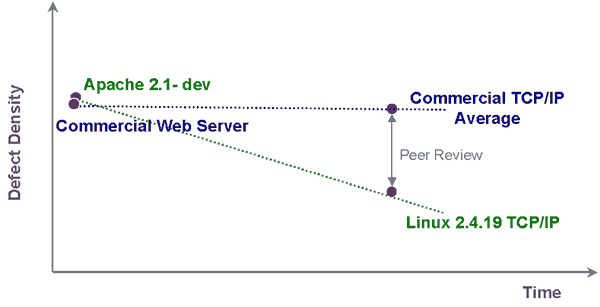 Apache 2.1- dev
Commercial Web Server
Commercial TCP/IP
Average
Peer Review
Linux 2.4.19 TCP/IP
Defect Density
Time